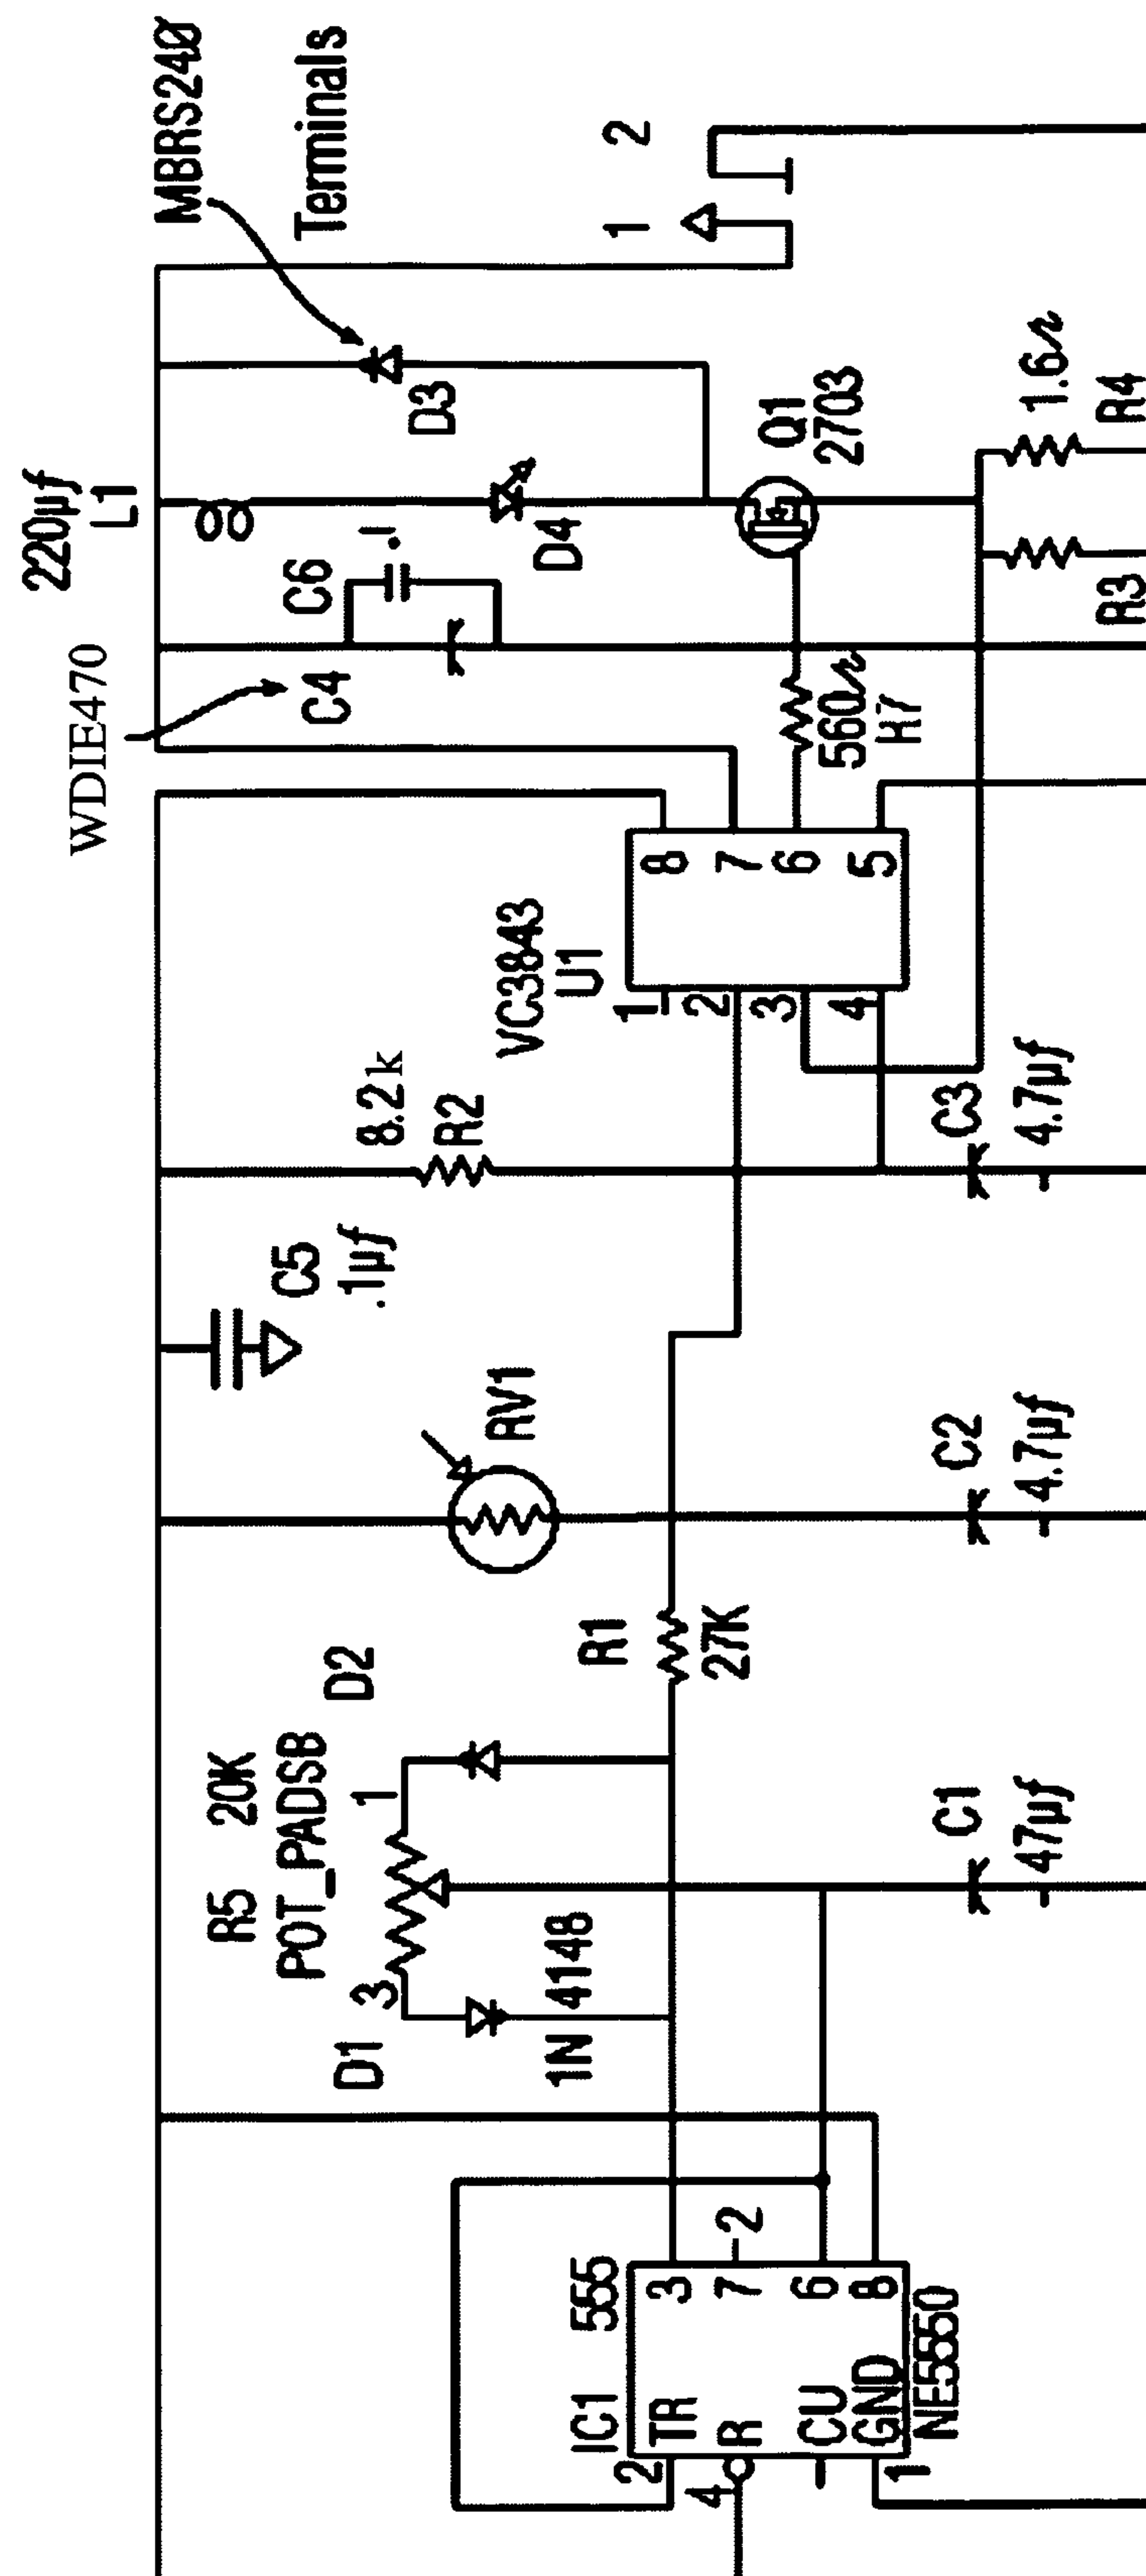 220µf
L1
MBRS240
Terminals
1 2
WDIE470
C4
C6
.1
D3
D4
Q1
2703
560r
R7
1.6r
R3 R4
VC3843
U1
1
2
3
4
8
7
6
5
8.2k
R2
C5
.1µf
RV1
C3
4.7µf
C2
4.7µf
R1
27K
R5 20K
POT_PADSB
D1 D2
3 1
1N 4148
C1
47µf
IC1 555
2 TR 3
4 R 7 2
CU 6
1 GND 8
NE5550